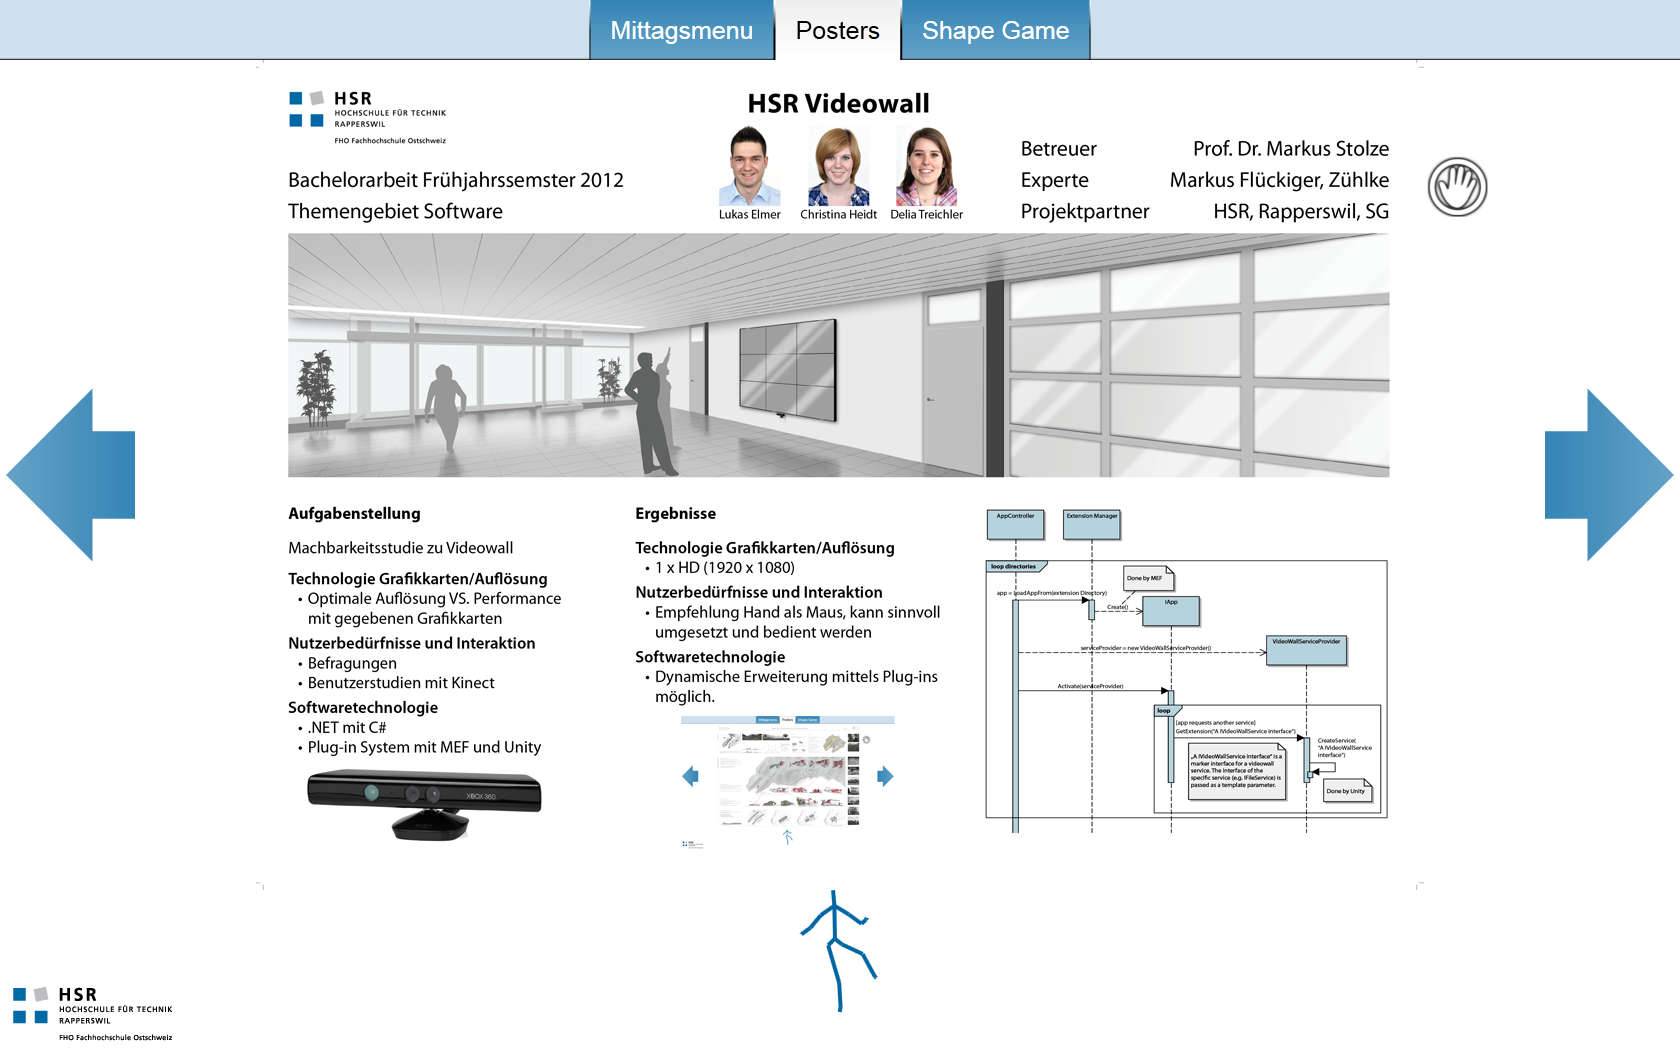 Mittagsmenu
Posters
Shape Game
HSR
HOCHSCHULE FÜR TECHNIK
RAPPERSWIL
FHO Fachhochschule Ostschweiz
HSR Videowall
Lukas Elmer
Christina Heidt
Delia Treichler
Bachelorarbeit Frühjahrssemster 2012
Themengebiet Software
Betreuer Prof. Dr. Markus Stolze
Experte Markus Flückiger, Zühlke
Projektpartner HSR, Rapperswil, SG
Aufgabenstellung
Machbarkeitsstudie zu Videowall
Technologie Grafikkarten/Auflösung
• Optimale Auflösung VS. Performance
mit gegebenen Grafikkarten
Nutzerbedürfnisse und Interaktion
• Befragungen
• Benutzerstudien mit Kinect
Softwaretechnologie
• .NET mit C#
• Plug-in System mit MEF und Unity
XBOX 360
Ergebnisse
Technologie Grafikkarten/Auflösung
• 1 x HD (1920 x 1080)
Nutzerbedürfnisse und Interaktion
• Empfehlung Hand als Maus, kann sinnvoll
umgesetzt und bedient werden
Softwaretechnologie
• Dynamische Erweiterung mittels Plug-ins
möglich.
Mittagsmenu
Posters
Shape Game
AppController
Extension Manager
loop directories
Done by MEF
app = loadAppFrom(extension Directory)
Create()
IApp
VideoWallServiceProvider
serviceProvider = new VideoWallServiceProvider()
Activate(serviceProvider)
loop
[app requests another service]
GetExtension("A IVideoWallService interface")
CreateService(
"A IVideoWallService
interface")
„A IVideoWallService interface" is a
marker interface for a videowall
service. The interface of the
specific service (e.g. IFileService) is
passed as a template parameter.
Done by Unity
HSR
HOCHSCHULE FÜR TECHNIK
RAPPERSWIL
FHO Fachhochschule Ostschweiz